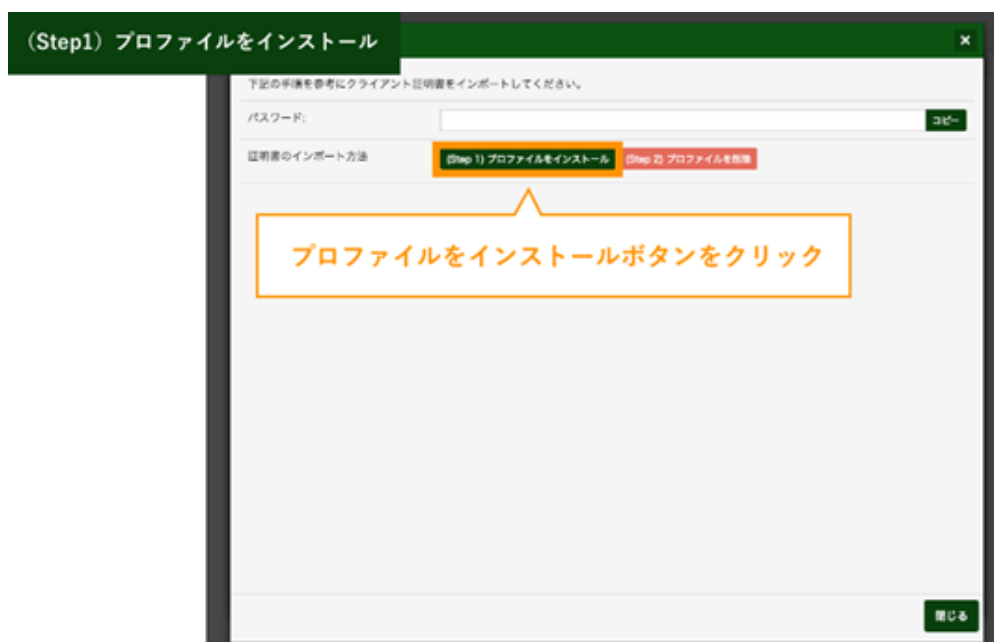 （Step1）プロファイルをインストール
×
下記の手順を参考にクライアント証明書をインポートしてください。
パスワード:
コピー
証明書のインポート方法
(Step 1) プロファイルをインストール
(Step 2) プロファイルを削除
プロファイルをインストールボタンをクリック
閉じる